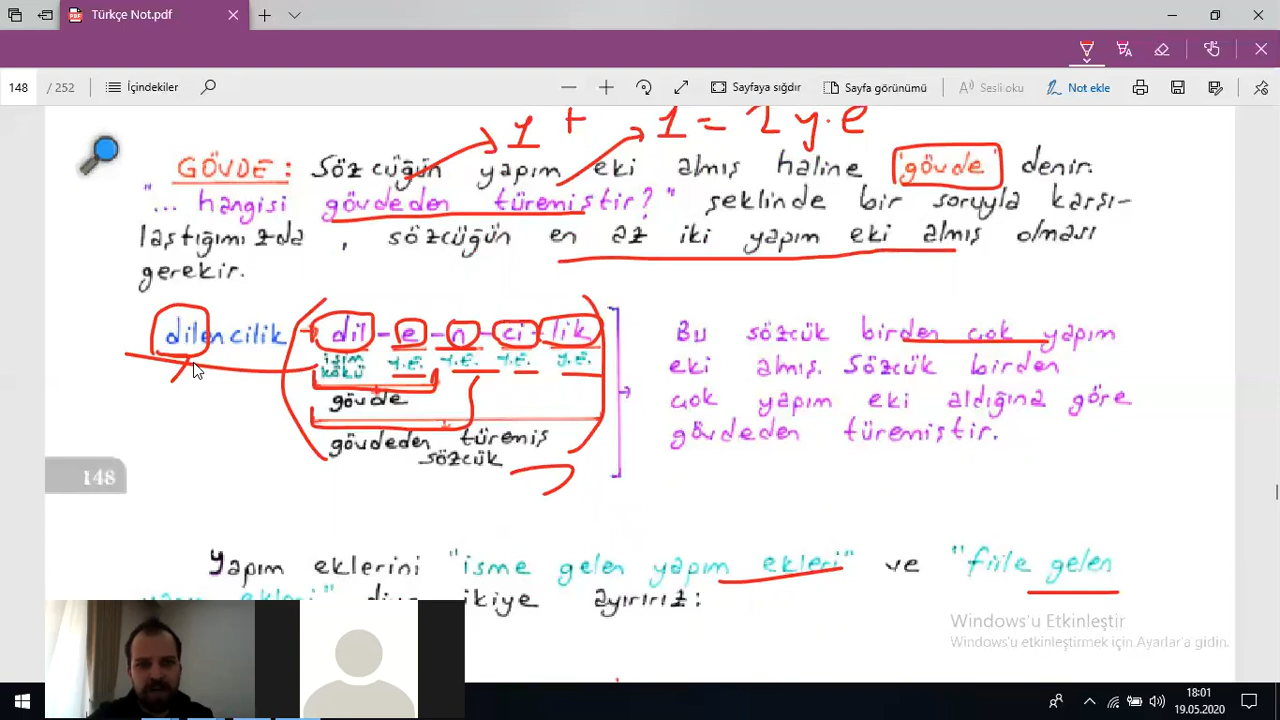 Türkçe Not.pdf
148 / 252 İçindekiler Sayfaya sığdır Sayfa görünümü Sesli oku Not ekle
1 + 1 = 2 y.e
GÖVDE: Sözcüğün yapım eki almış haline "gövde" denir.
"... hangisi gövdeden türemiştir?" şeklinde bir soruyla karşı-
laştığımızda , sözcüğün en az iki yapım eki almış olması
gerekir.
dilencilik dil - e - n - ci - lik
isim kökü y.e. y.e. y.e. y.e.
gövde
gövdeden türemiş
sözcük
Bu sözcük birden çok yapım
eki almış. Sözcük birden
çok yapım eki aldığına göre
gövdeden türemiştir.
148
Yapım eklerini "isme gelen yapım ekleri" ve "fiile gelen
yapım ekleri" diye ikiye ayırırız:
Windows'u Etkinleştir
Windows'u etkinleştirmek için Ayarlar'a gidin.
18:01
19.05.2020